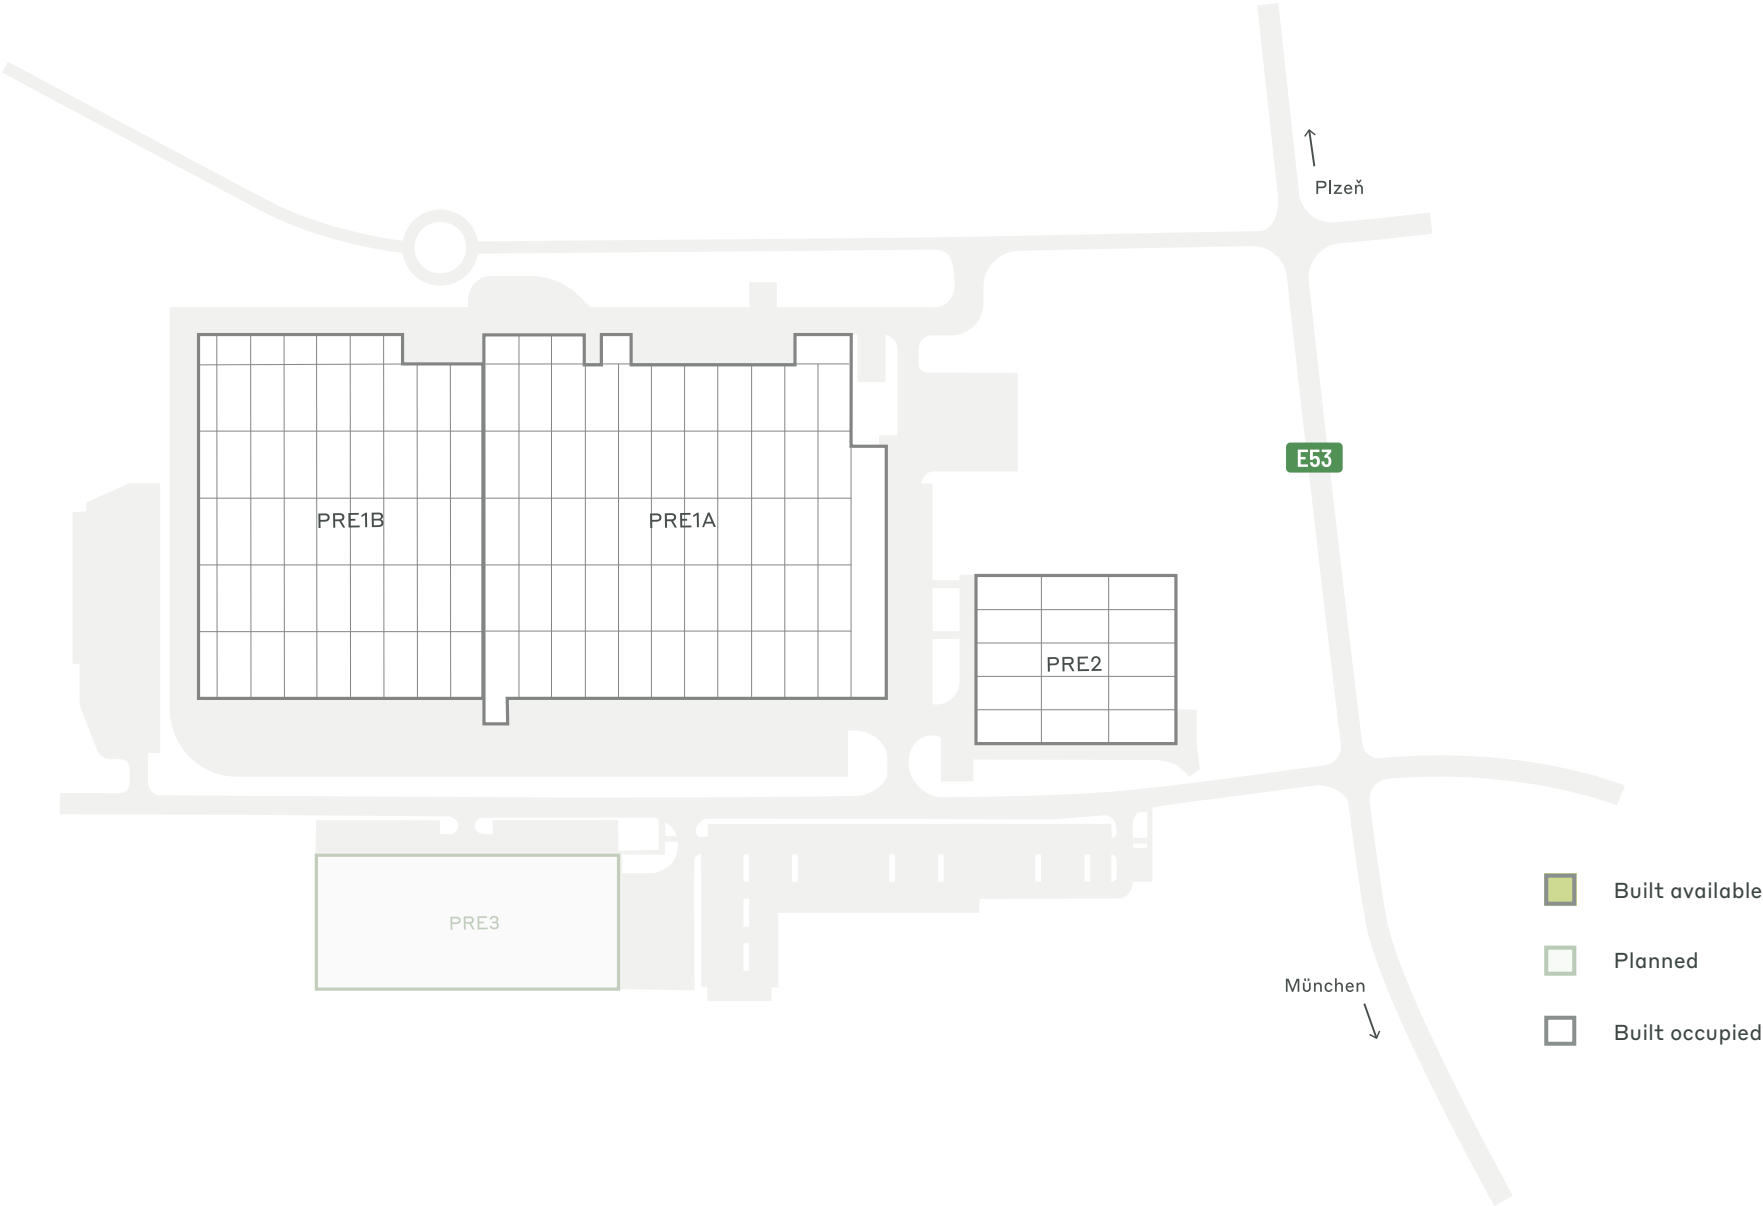 Plzeň
E53
PRE1B
PRE1A
PRE2
PRE3
München
Built available
Planned
Built occupied